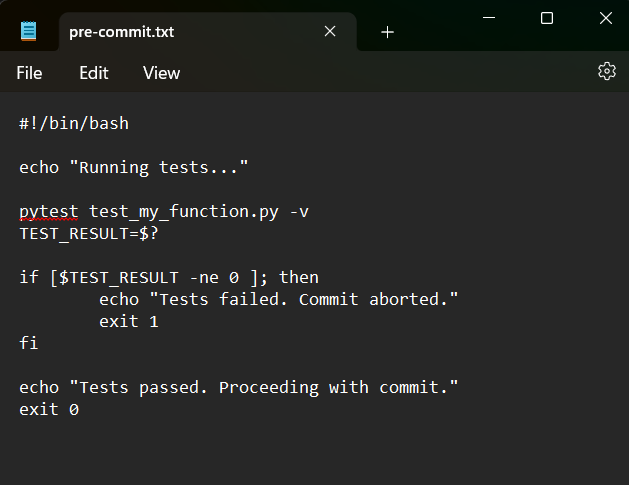 pre-commit.txt
File Edit View
#!/bin/bash
echo "Running tests..."
pytest test_my_function.py -v
TEST_RESULT=$?
if [$TEST_RESULT -ne 0 ]; then
echo "Tests failed. Commit aborted."
exit 1
fi
echo "Tests passed. Proceeding with commit."
exit 0